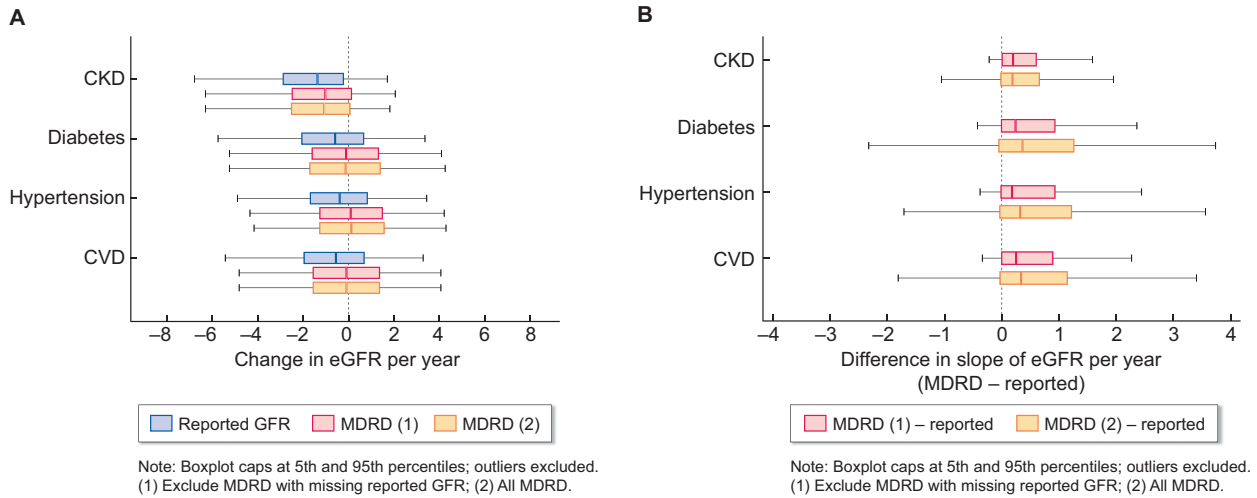 A
CKD
Diabetes
Hypertension
CVD
–8 –6 –4 –2 0 2 4 6 8
Change in eGFR per year
Reported GFR MDRD (1) MDRD (2)
Note: Boxplot caps at 5th and 95th percentiles; outliers excluded.
(1) Exclude MDRD with missing reported GFR; (2) All MDRD.
B
CKD
Diabetes
Hypertension
CVD
–4 –3 –2 –1 0 1 2 3 4
Difference in slope of eGFR per year
(MDRD – reported)
MDRD (1) – reported MDRD (2) – reported
Note: Boxplot caps at 5th and 95th percentiles; outliers excluded.
(1) Exclude MDRD with missing reported GFR; (2) All MDRD.